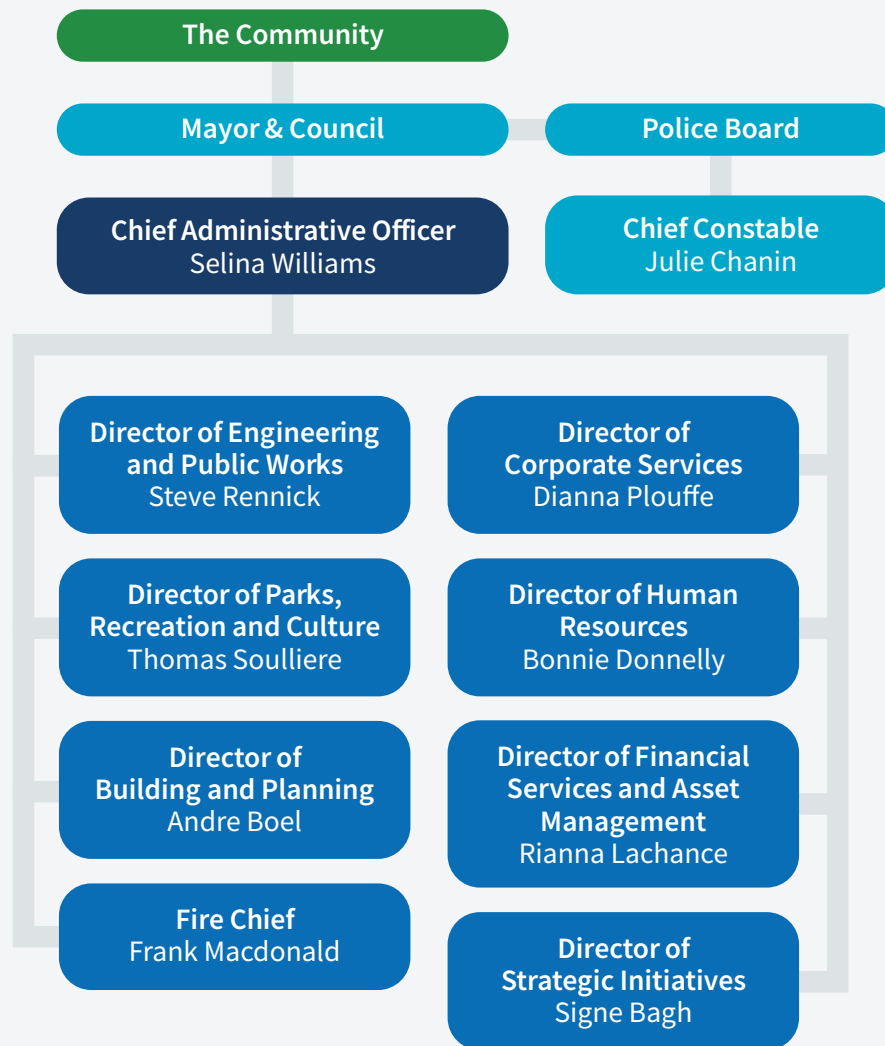 The Community
Mayor & Council
Police Board
Chief Administrative Officer
Selina Williams
Chief Constable
Julie Chanin
Director of Engineering
and Public Works
Steve Rennick
Director of
Corporate Services
Dianna Plouffe
Director of Parks,
Recreation and Culture
Thomas Soulliere
Director of Human
Resources
Bonnie Donnelly
Director of
Building and Planning
Andre Boel
Director of Financial
Services and Asset
Management
Rianna Lachance
Fire Chief
Frank Macdonald
Director of
Strategic Initiatives
Signe Bagh